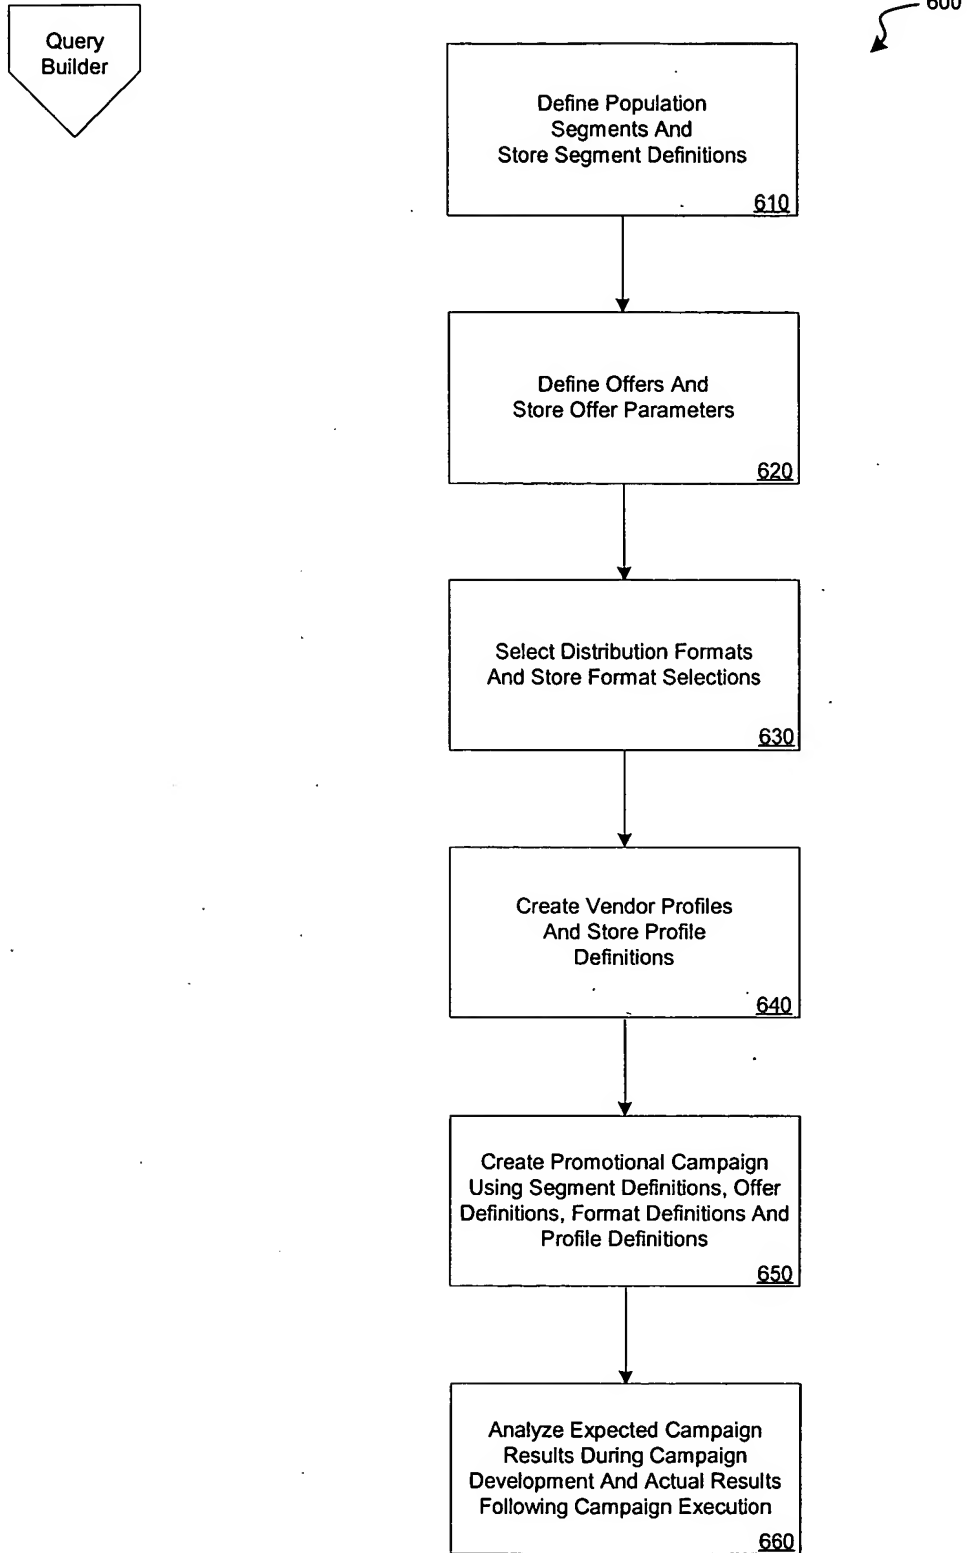 600
Query
Builder
Define Population
Segments And
Store Segment Definitions
610
Define Offers And
Store Offer Parameters
620
Select Distribution Formats
And Store Format Selections
630
Create Vendor Profiles
And Store Profile
Definitions
640
Create Promotional Campaign
Using Segment Definitions, Offer
Definitions, Format Definitions And
Profile Definitions
650
Analyze Expected Campaign
Results During Campaign
Development And Actual Results
Following Campaign Execution
660